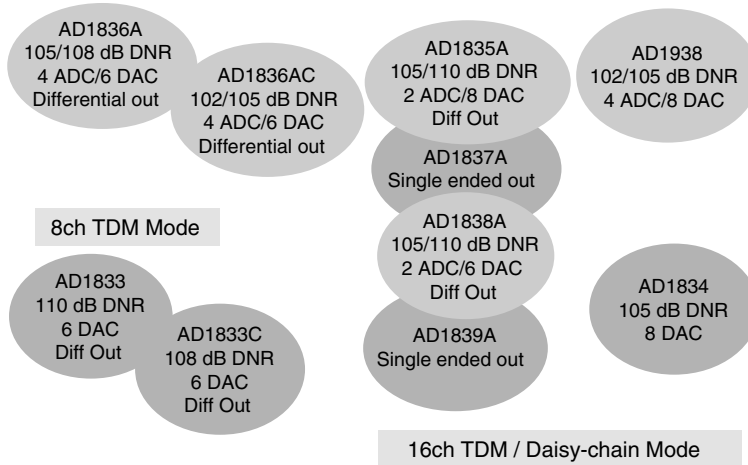 AD1836A
105/108 dB DNR
4 ADC/6 DAC
Differential out
AD1836AC
102/105 dB DNR
4 ADC/6 DAC
Differential out
AD1835A
105/110 dB DNR
2 ADC/8 DAC
Diff Out
AD1938
102/105 dB DNR
4 ADC/8 DAC
AD1837A
Single ended out
8ch TDM Mode
AD1838A
105/110 dB DNR
2 ADC/6 DAC
Diff Out
AD1833
110 dB DNR
6 DAC
Diff Out
AD1833C
108 dB DNR
6 DAC
Diff Out
AD1839A
Single ended out
AD1834
105 dB DNR
8 DAC
16ch TDM / Daisy-chain Mode